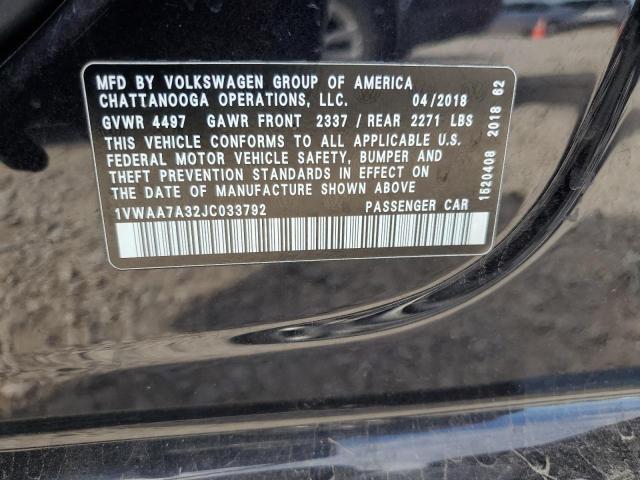 MFD BY VOLKSWAGEN GROUP OF AMERICA
CHATTANOOGA OPERATIONS, LLC. 04/2018
GVWR 4497 GAWR FRONT 2337 / REAR 2271 LBS
THIS VEHICLE CONFORMS TO ALL APPLICABLE U.S.
FEDERAL MOTOR VEHICLE SAFETY, BUMPER AND
THEFT PREVENTION STANDARDS IN EFFECT ON
THE DATE OF MANUFACTURE SHOWN ABOVE
1VWAA7A32JC033792 PASSENGER CAR
1520408 2018 62